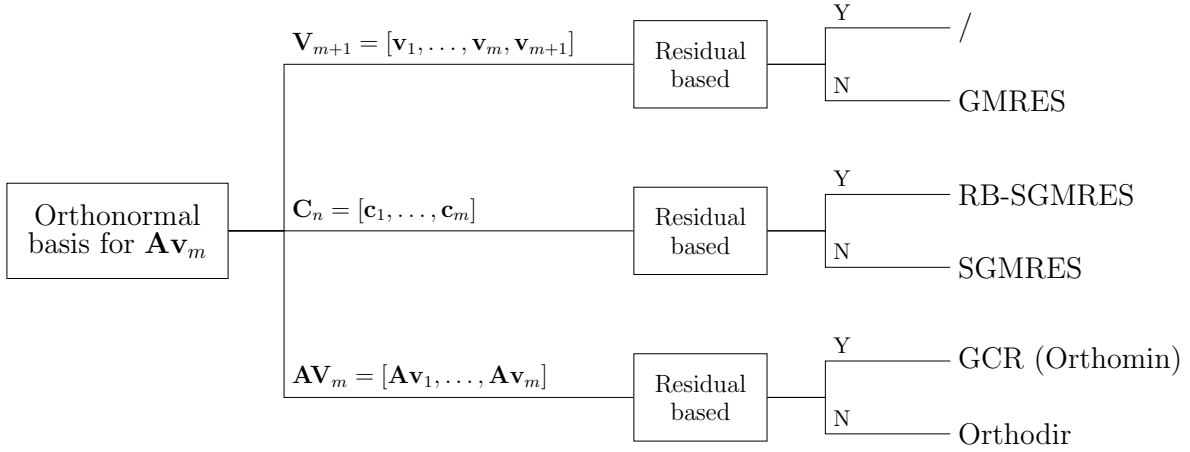 Orthonormal
basis for Av_m
V_{m+1} = [v_1, . . . , v_m, v_{m+1}]
Residual
based
Y
/
N
GMRES
C_n = [c_1, . . . , c_m]
Residual
based
Y
RB-SGMRES
N
SGMRES
AV_m = [Av_1, . . . , Av_m]
Residual
based
Y
GCR (Orthomin)
N
Orthodir